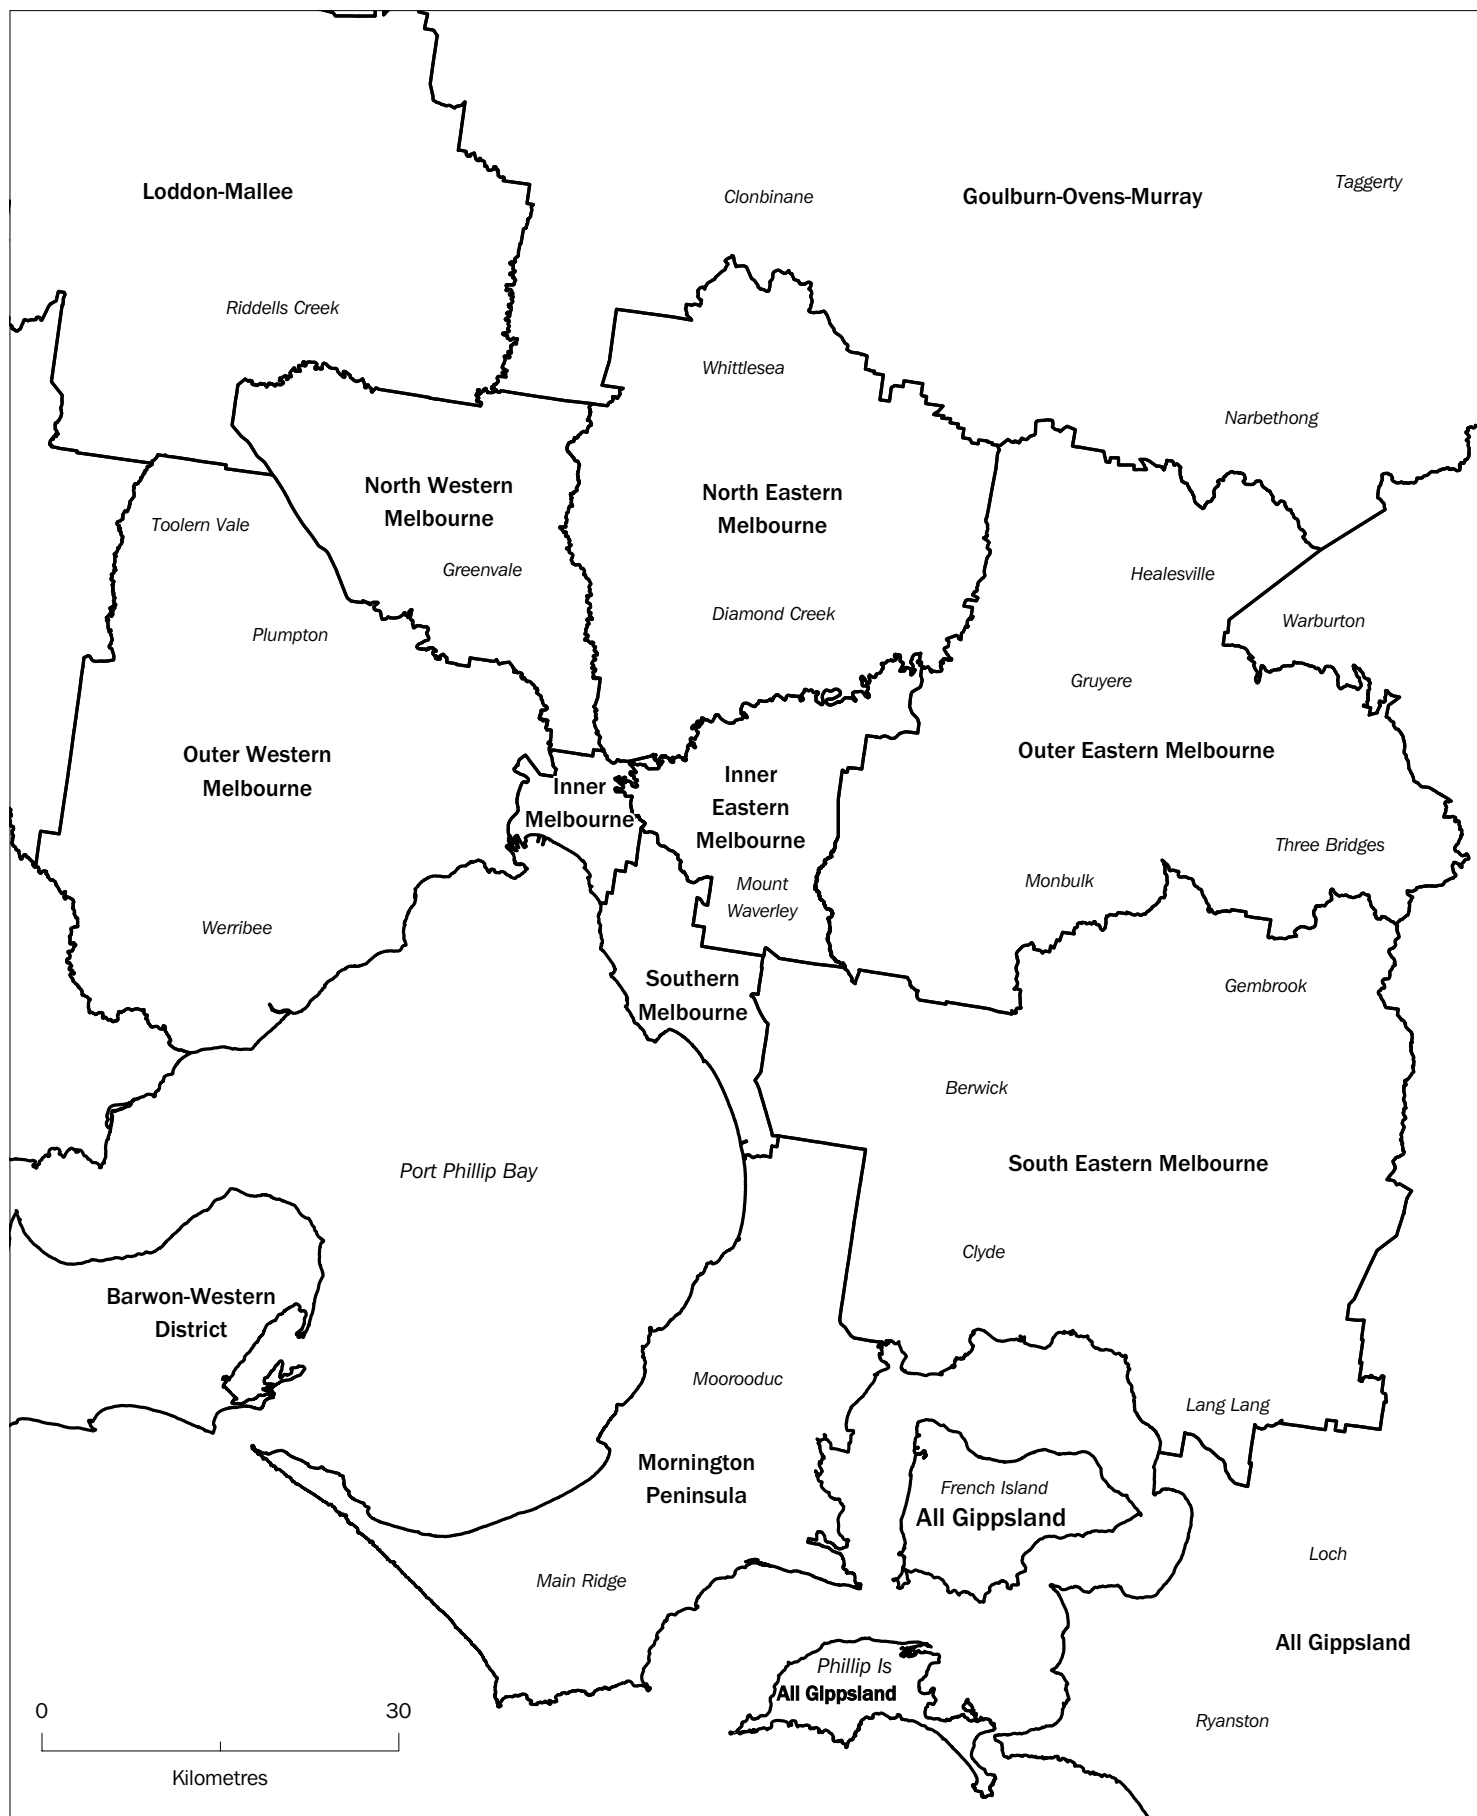 Taggerty
Loddon-Mallee
Clonbinane
Goulburn-Ovens-Murray
Riddells Creek
Whittlesea
Narbethong
North Western
Melbourne
North Eastern
Melbourne
Toolern Vale
Greenvale
Healesville
Diamond Creek
Warburton
Plumpton
Gruyere
Outer Western
Melbourne
Outer Eastern Melbourne
Inner
Melbourne
Inner
Eastern
Melbourne
Three Bridges
Mount
Waverley
Monbulk
Werribee
Southern
Melbourne
Gembrook
Berwick
Port Phillip Bay
South Eastern Melbourne
Clyde
Barwon-Western
District
Moorooduc
Lang Lang
Mornington
Peninsula
French Island
All Gippsland
Loch
Main Ridge
All Gippsland
Phillip Is
All Gippsland
Ryanston
0 30
Kilometres